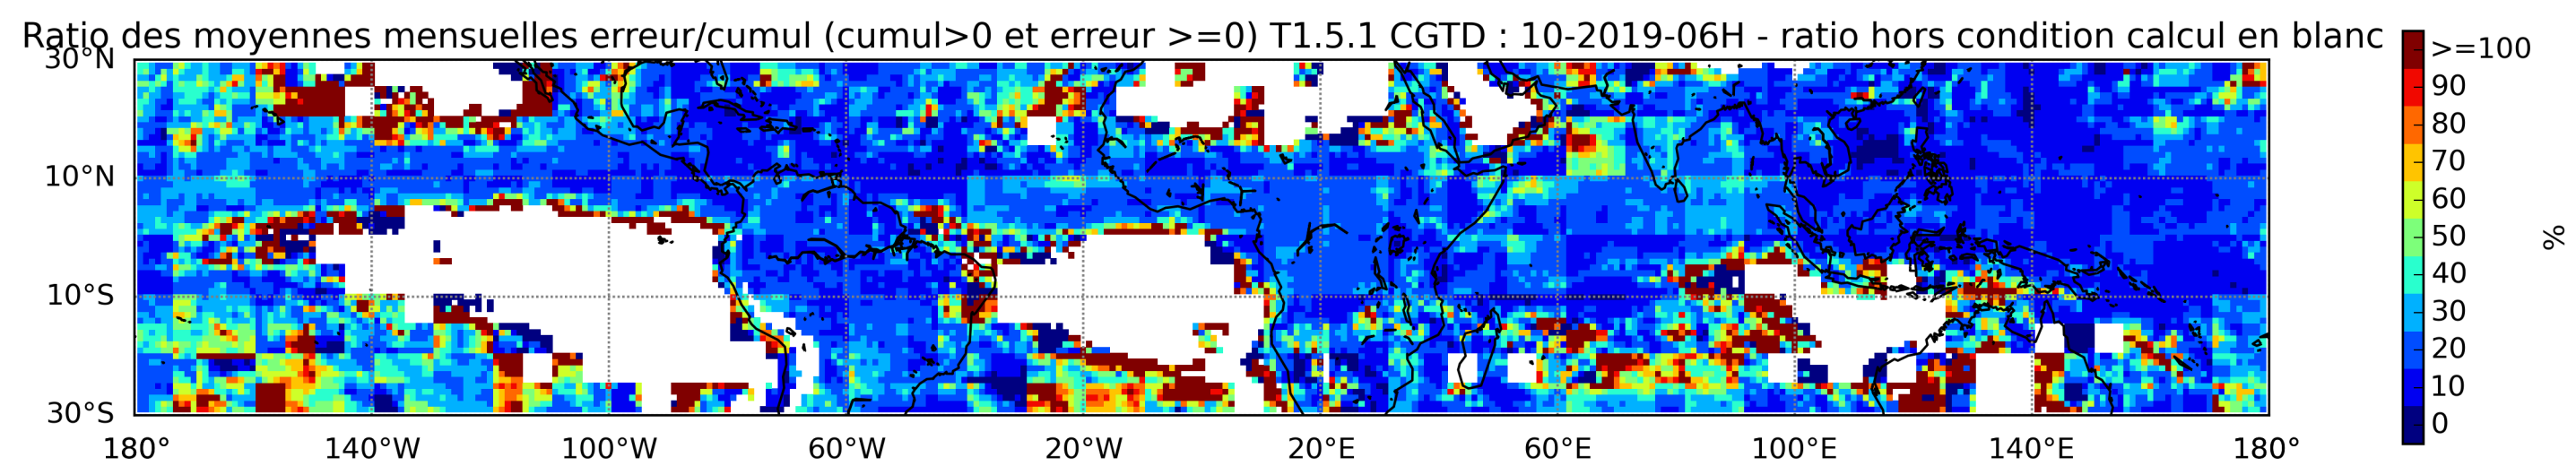 Ratio des moyennes mensuelles erreur/cumul (cumul>0 et erreur >=0) T1.5.1 CGTD : 10-2019-06H - ratio hors condition calcul en blanc
30°N
10°N
10°S
30°S
180° 140°W 100°W 60°W 20°W 20°E 60°E 100°E 140°E 180°
>=100
90
80
70
60
50
40
30
20
10
0
%